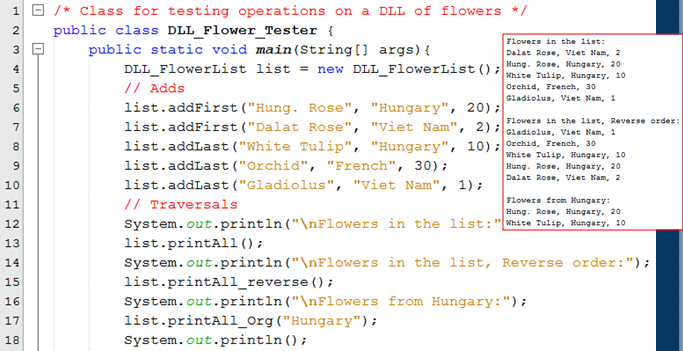 1 /* Class for testing operations on a DLL of flowers */
2 public class DLL_Flower_Tester {
3 public static void main(String[] args){
4 DLL_FlowerList list = new DLL_FlowerList();
5 // Adds
6 list.addFirst("Hung. Rose", "Hungary", 20);
7 list.addFirst("Dalat Rose", "Viet Nam", 2);
8 list.addLast("White Tulip", "Hungary", 10);
9 list.addLast("Orchid", "French", 30);
10 list.addLast("Gladiolus", "Viet Nam", 1);
11 // Traversals
12 System.out.println("\nFlowers in the list:"
13 list.printAll();
14 System.out.println("\nFlowers in the list, Reverse order:");
15 list.printAll_reverse();
16 System.out.println("\nFlowers from Hungary:");
17 list.printAll_Org("Hungary");
18 System.out.println();
Flowers in the list:
Dalat Rose, Viet Nam, 2
Hung. Rose, Hungary, 20
White Tulip, Hungary, 10
Orchid, French, 30
Gladiolus, Viet Nam, 1
Flowers in the list, Reverse order:
Gladiolus, Viet Nam, 1
Orchid, French, 30
White Tulip, Hungary, 10
Hung. Rose, Hungary, 20
Dalat Rose, Viet Nam, 2
Flowers from Hungary:
Hung. Rose, Hungary, 20
White Tulip, Hungary, 10